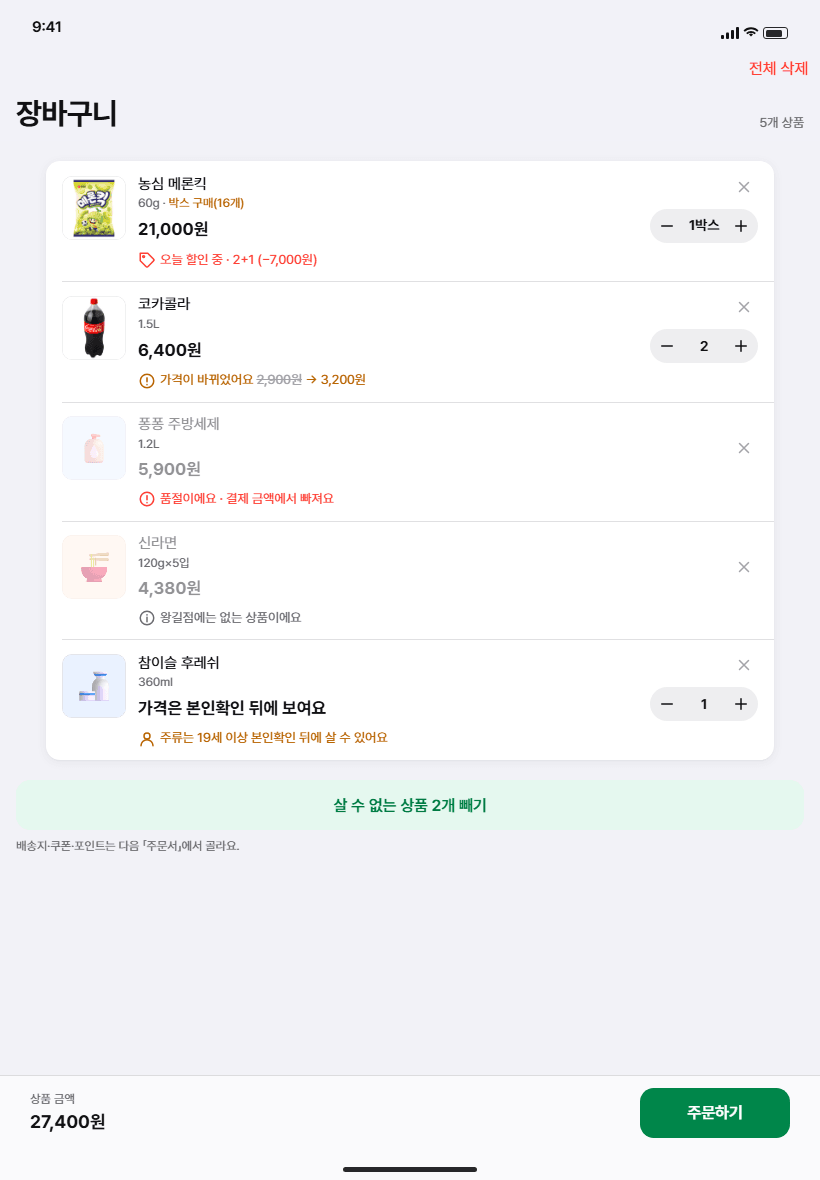 9:41
전체 삭제
장바구니
5개 상품
농심 메론킥
60g · 박스 구매(16개)
21,000원
1박스
오늘 할인 중 · 2+1 (−7,000원)
코카콜라
1.5L
6,400원
2
가격이 바뀌었어요 2,900원 → 3,200원
퐁퐁 주방세제
1.2L
5,900원
품절이에요 · 결제 금액에서 빠져요
신라면
120g×5입
4,380원
왕길점에는 없는 상품이에요
참이슬 후레쉬
360ml
가격은 본인확인 뒤에 보여요
1
주류는 19세 이상 본인확인 뒤에 살 수 있어요
살 수 없는 상품 2개 빼기
배송지·쿠폰·포인트는 다음 「주문서」에서 골라요.
상품 금액
27,400원
주문하기